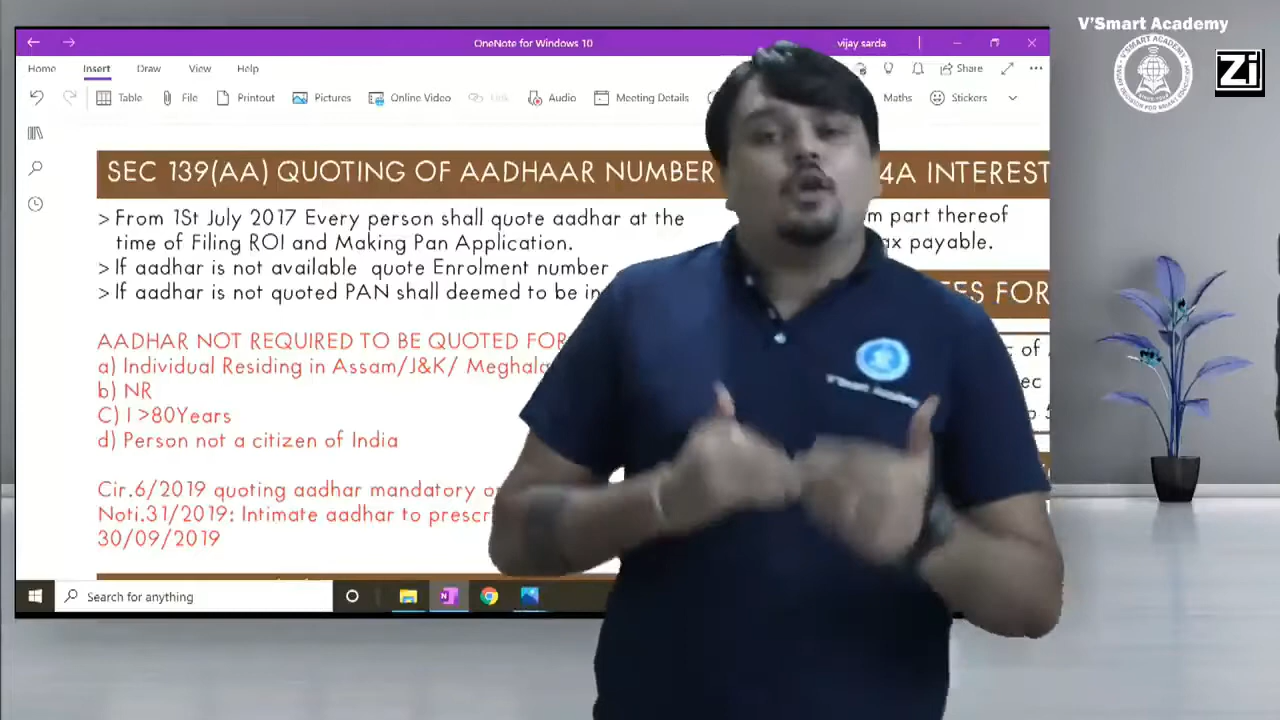 V'Smart Academy
OneNote for Windows 10
vijay sarda
Home Insert Draw View Help
Share
Table File Printout Pictures Online Video Link Audio Meeting Details Maths Stickers
Zi
SEC 139(AA) QUOTING OF AADHAAR NUMBER 4A INTEREST
> From 1St July 2017 Every person shall quote aadhar at the part thereof
time of Filing ROI and Making Pan Application. payable.
> If aadhar is not available quote Enrolment number
> If aadhar is not quoted PAN shall deemed to be FOR
AADHAR NOT REQUIRED TO BE QUOTED FOR
a) Individual Residing in Assam/J&K/
b) NR
C) I >80Years
d) Person not a citizen of India
V'Smart Academy
Cir.6/2019 quoting aadhar mandatory
Noti.31/2019: Intimate aadhar to
30/09/2019
Search for anything